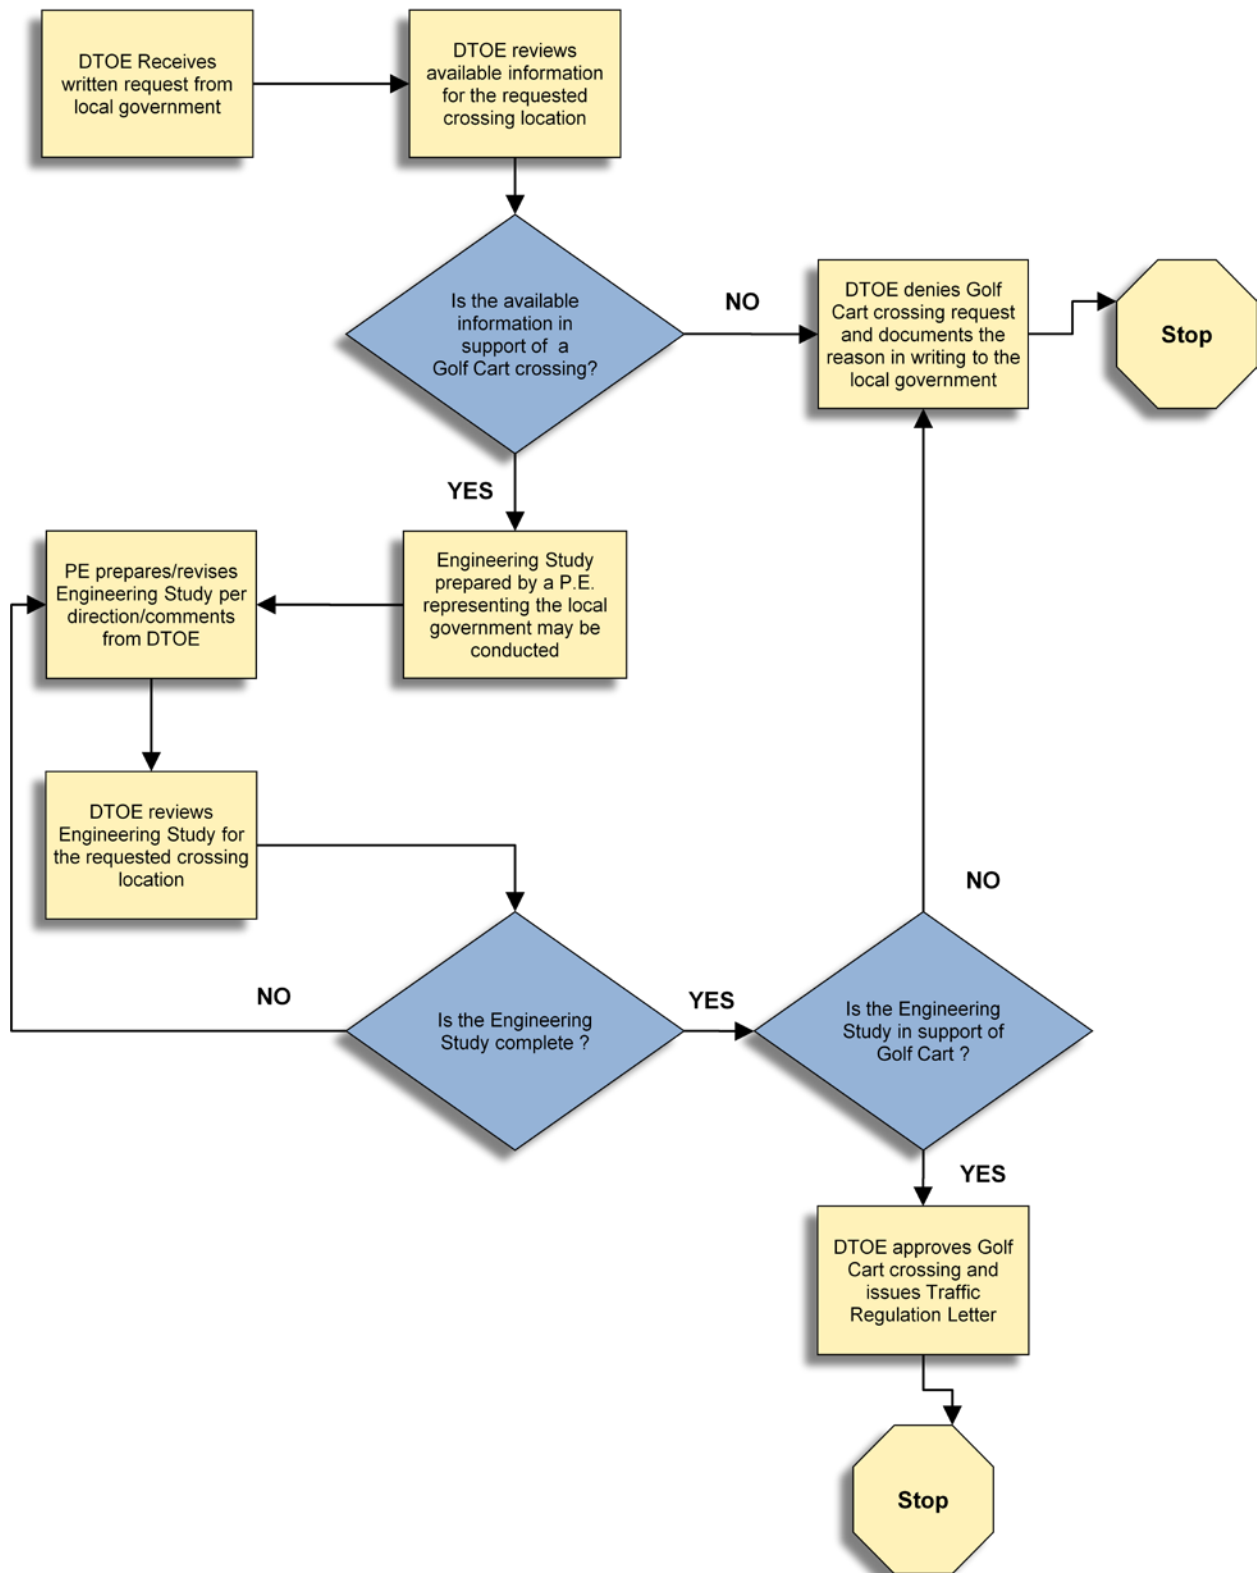 DTOE Receives
written request from
local government
DTOE reviews
available information
for the requested
crossing location
Is the available
information in
support of a
Golf Cart crossing?
NO
DTOE denies Golf
Cart crossing request
and documents the
reason in writing to the
local government
Stop
YES
PE prepares/revises
Engineering Study per
direction/comments
from DTOE
Engineering Study
prepared by a P.E.
representing the local
government may be
conducted
DTOE reviews
Engineering Study for
the requested crossing
location
NO
Is the Engineering
Study complete ?
YES
Is the Engineering
Study in support of
Golf Cart ?
NO
YES
DTOE approves Golf
Cart crossing and
issues Traffic
Regulation Letter
Stop